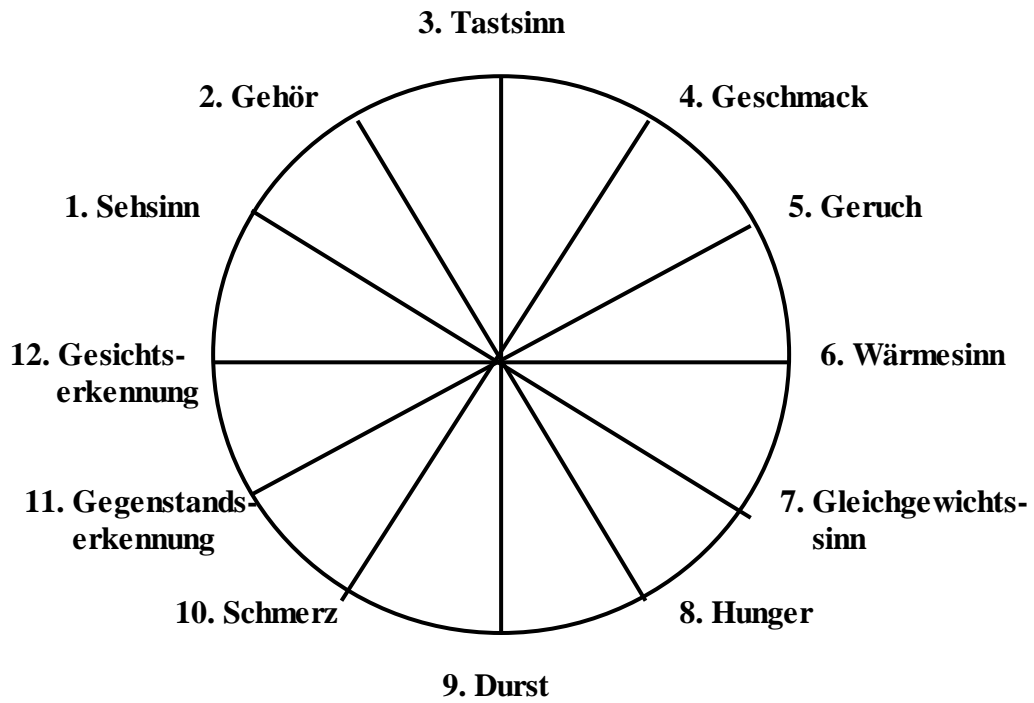 3. Tastsinn
2. Gehör
4. Geschmack
1. Sehsinn
5. Geruch
12. Gesichts-
erkennung
6. Wärmesinn
11. Gegenstands-
erkennung
7. Gleichgewichts-
sinn
10. Schmerz
8. Hunger
9. Durst